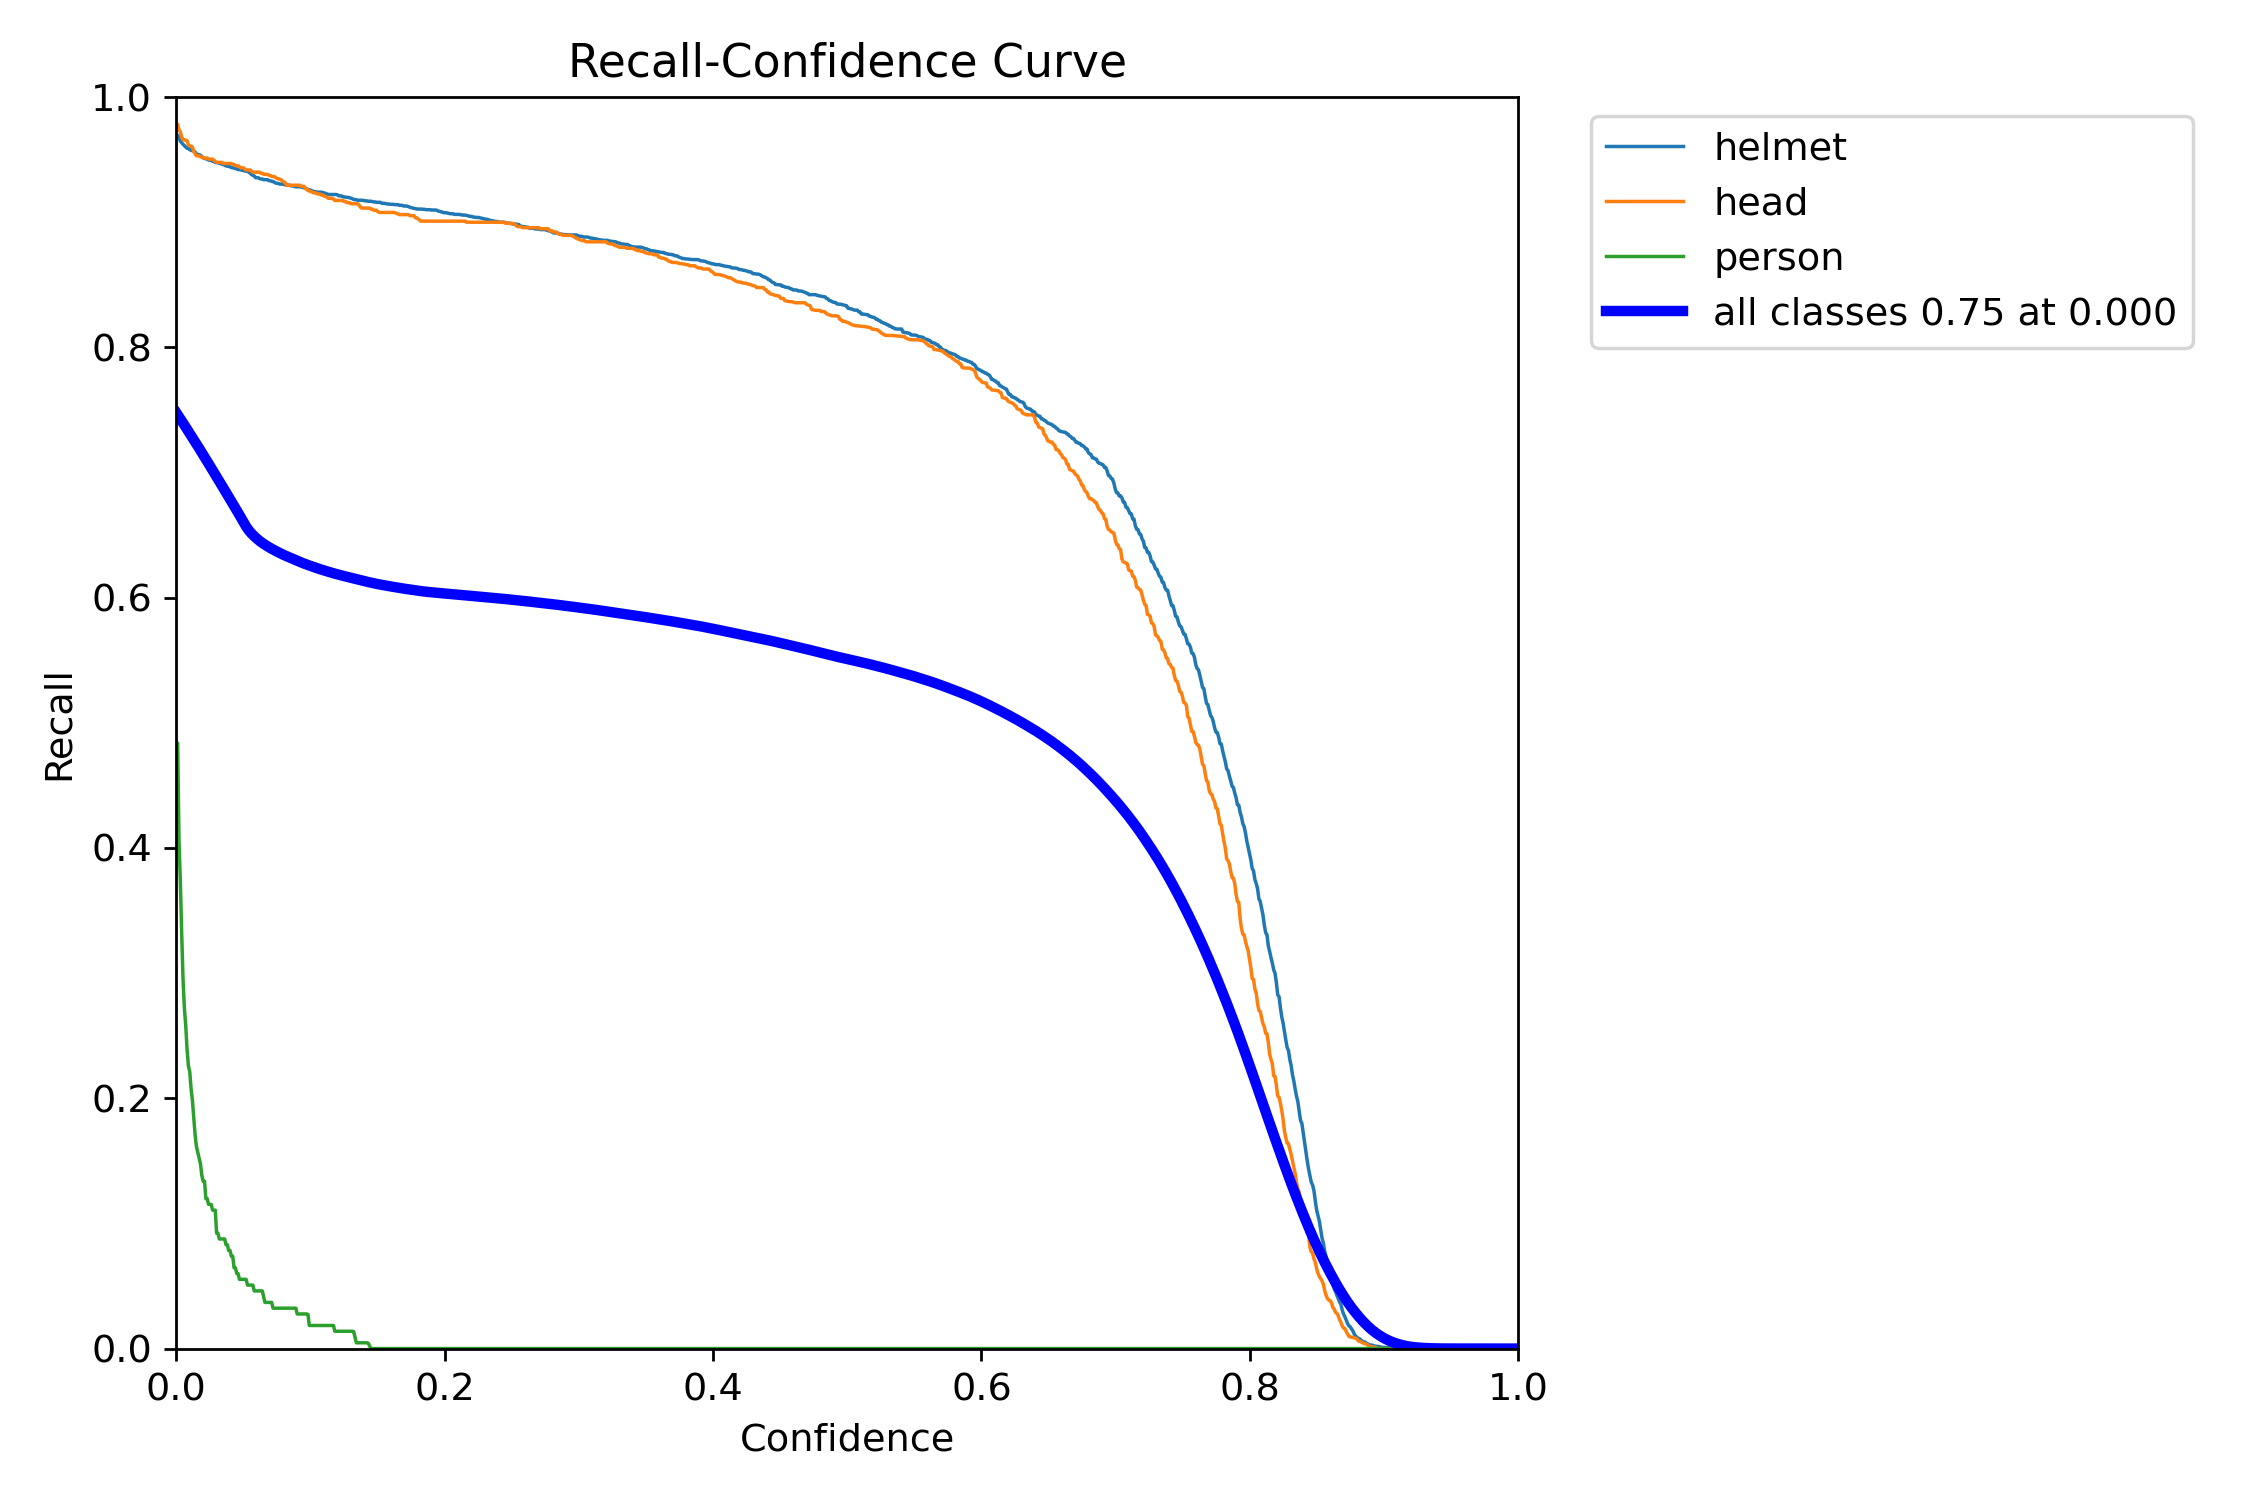 Recall-Confidence Curve
1.0
0.8
0.6
0.4
0.2
0.0
Recall
0.0 0.2 0.4 0.6 0.8 1.0
Confidence
helmet
head
person
all classes 0.75 at 0.000